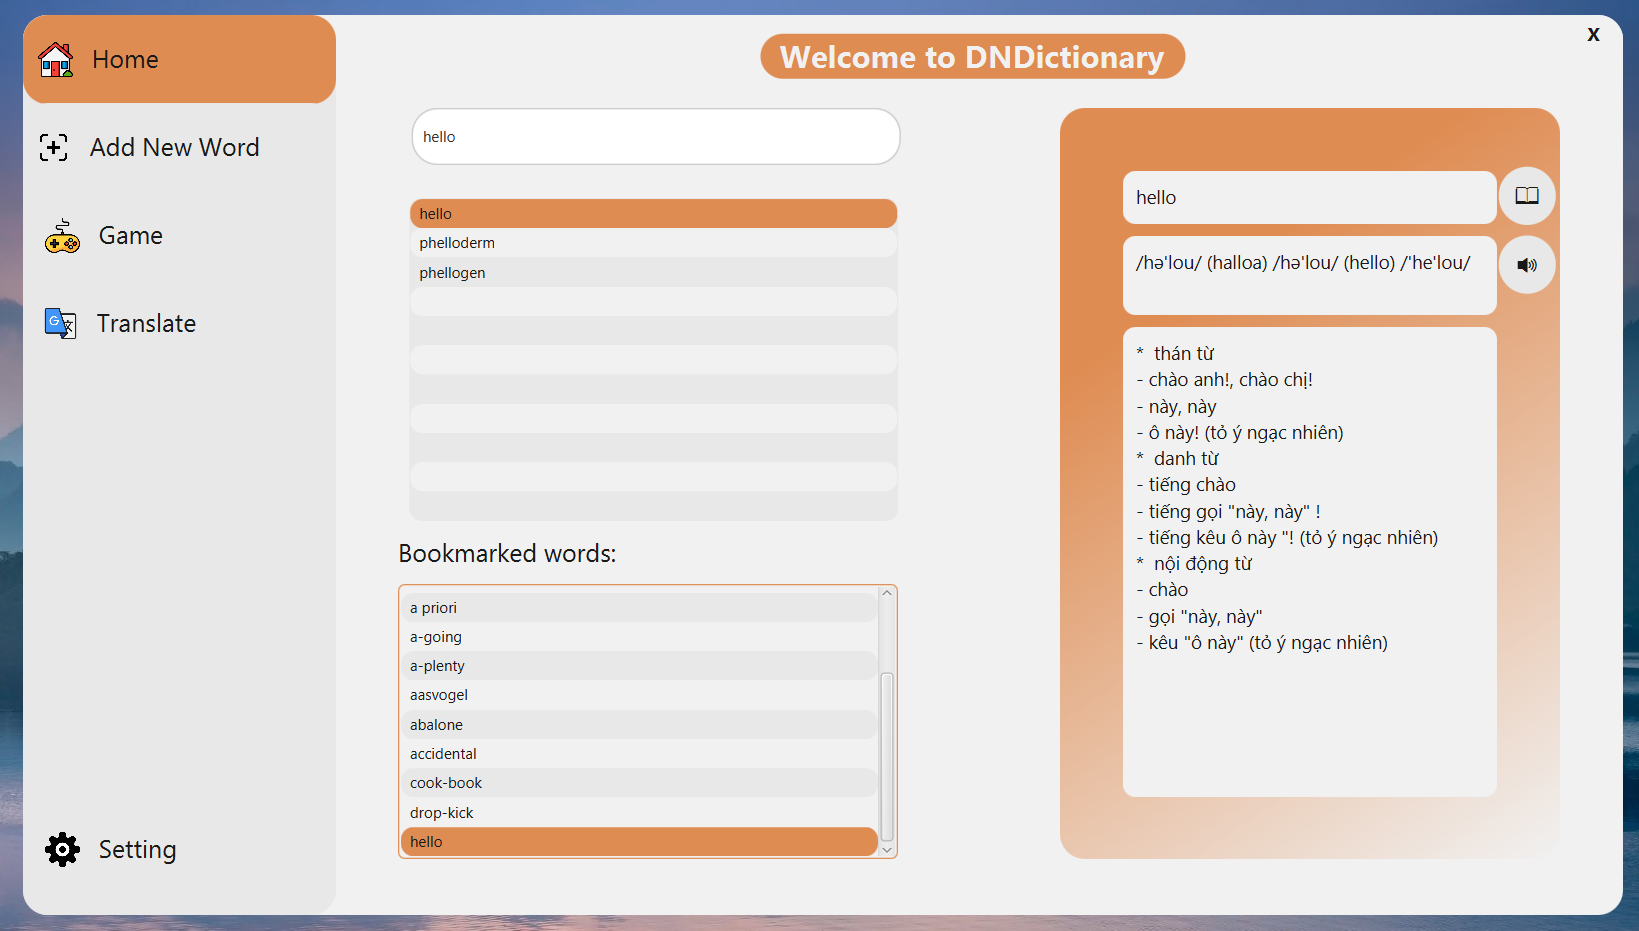 Home
Add New Word
Game
Translate
Setting
X
Welcome to DNDictionary
hello
hello
phelloderm
phellogen
Bookmarked words:
a priori
a-going
a-plenty
aasvogel
abalone
accidental
cook-book
drop-kick
hello
hello
/hə'lou/ (halloa) /hə'lou/ (hello) /'he'lou/
* thán từ
- chào anh!, chào chị!
- này, này
- ô này! (tỏ ý ngạc nhiên)
* danh từ
- tiếng chào
- tiếng gọi "này, này" !
- tiếng kêu ô này "! (tỏ ý ngạc nhiên)
* nội động từ
- chào
- gọi "này, này"
- kêu "ô này" (tỏ ý ngạc nhiên)